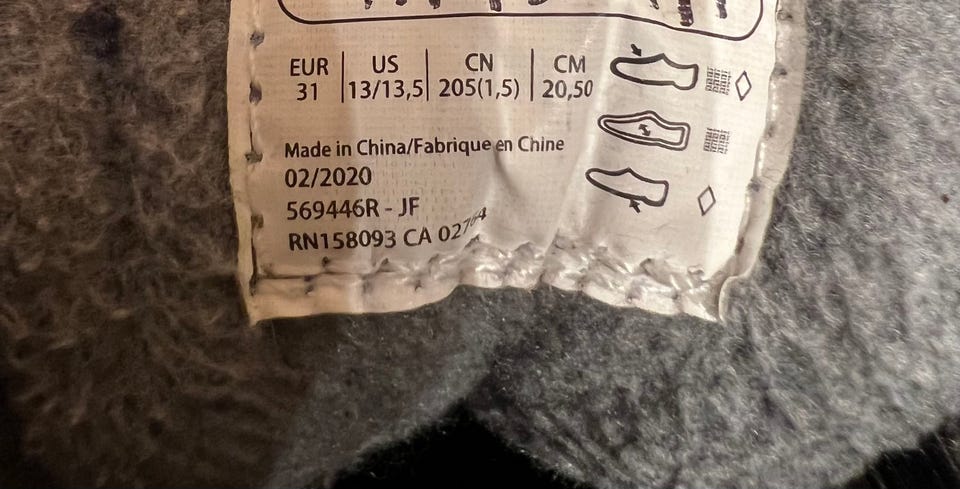 EUR US CN CM
31 13/13,5 205(1,5) 20,50
Made in China/Fabrique en Chine
02/2020
569446R - JF
RN158093 CA 02764